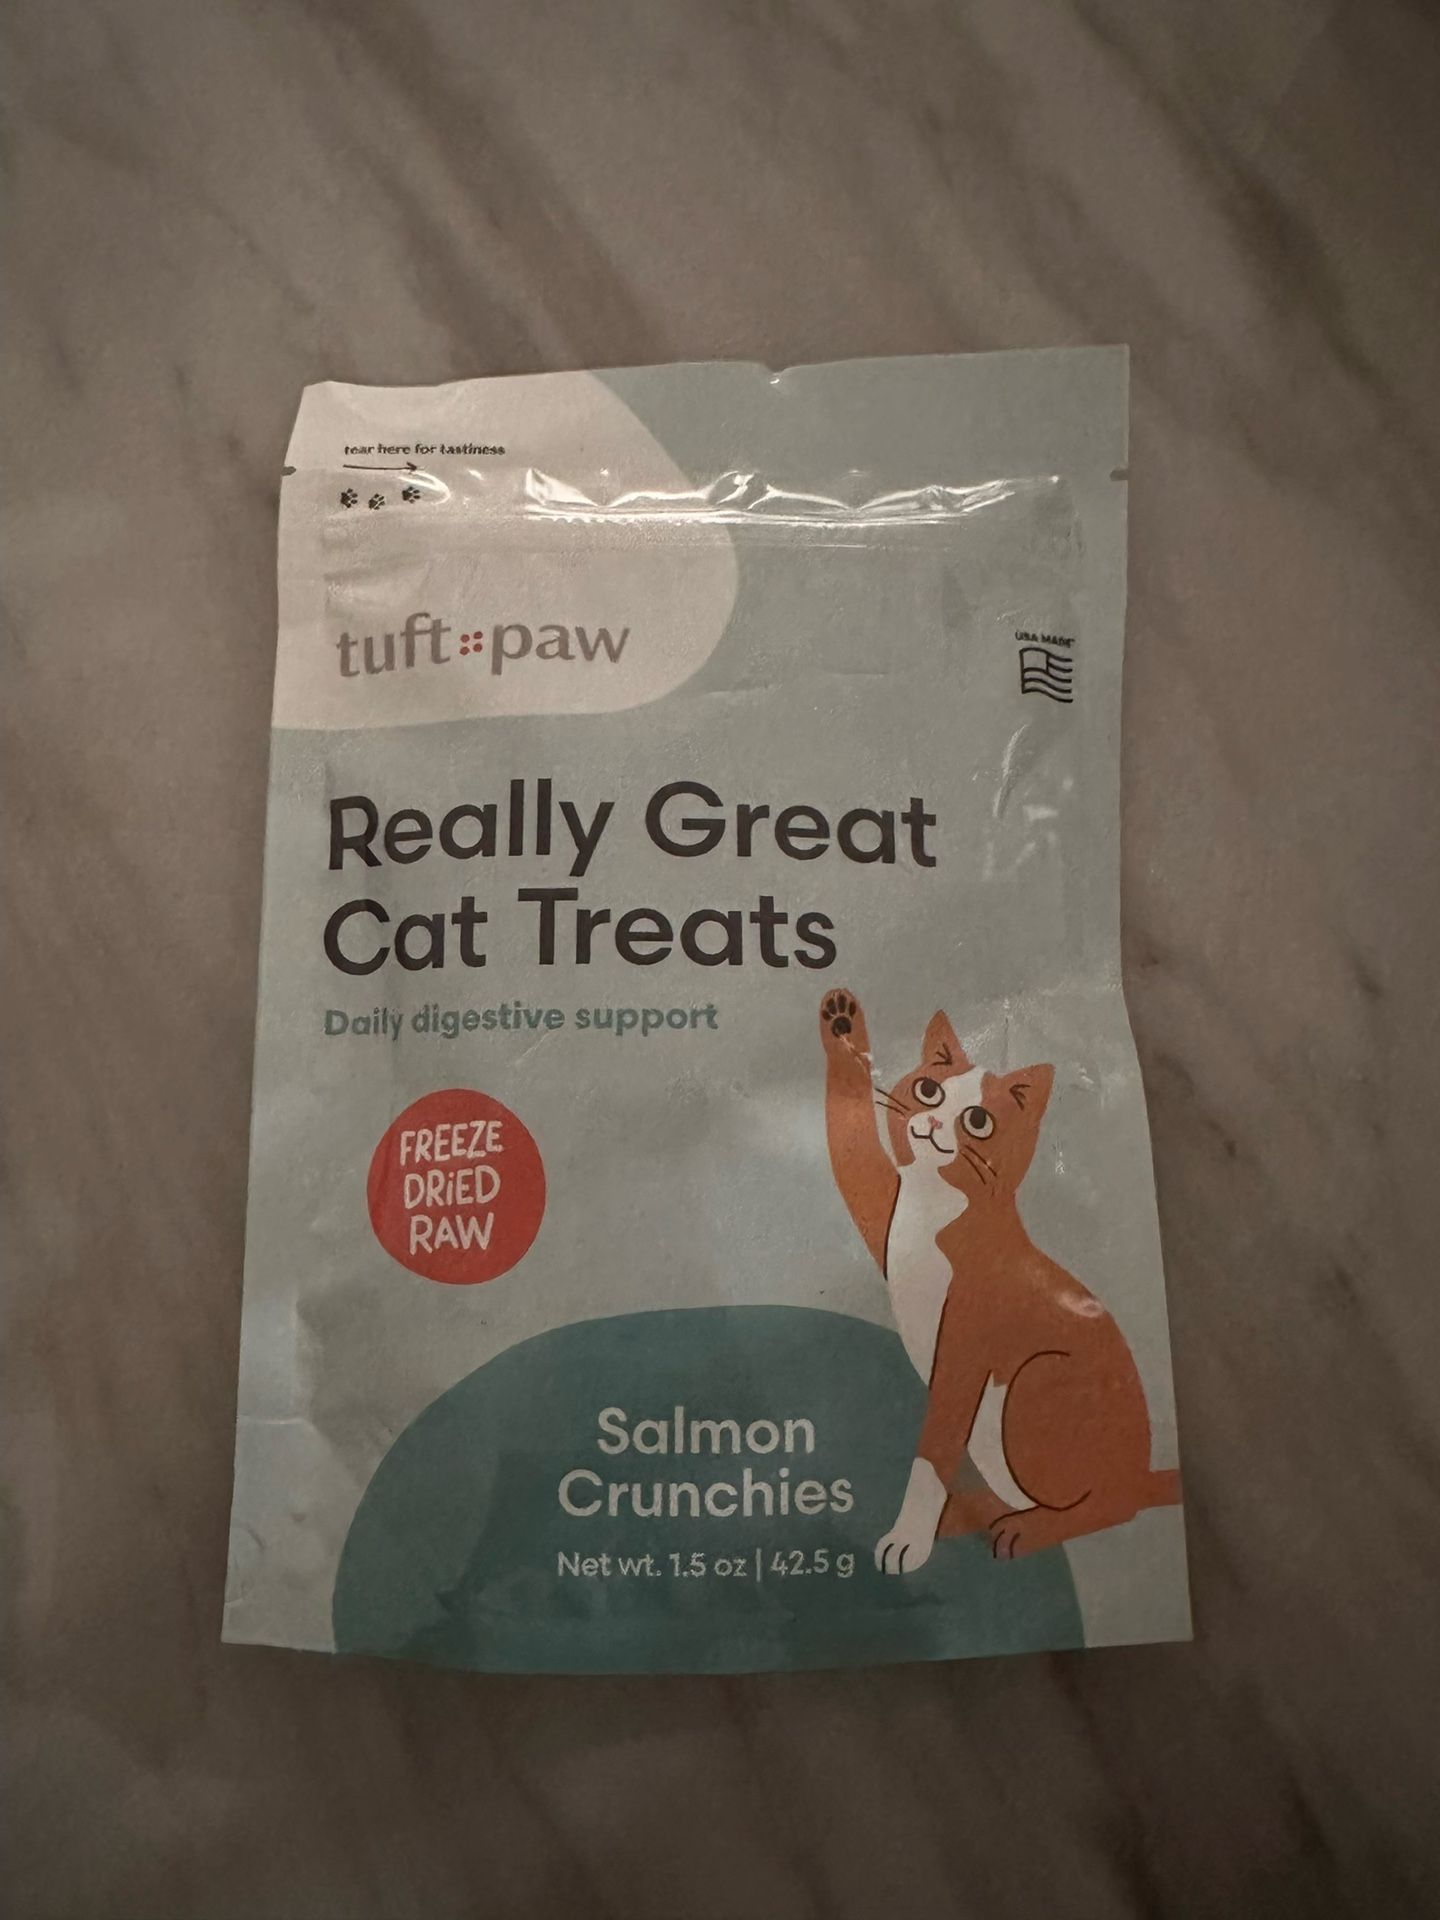 tear here for tastiness
tuft paw
USA MADE
Really Great
Cat Treats
Daily digestive support
FREEZE
DRiED
RAW
Salmon
Crunchies
Net wt. 1.5 oz | 42.5 g